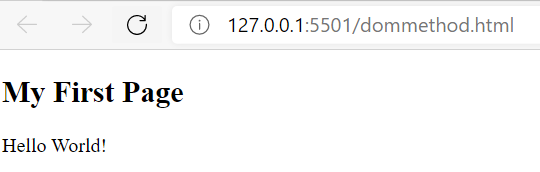 127.0.0.1:5501/dommethod.html
My First Page
Hello World!